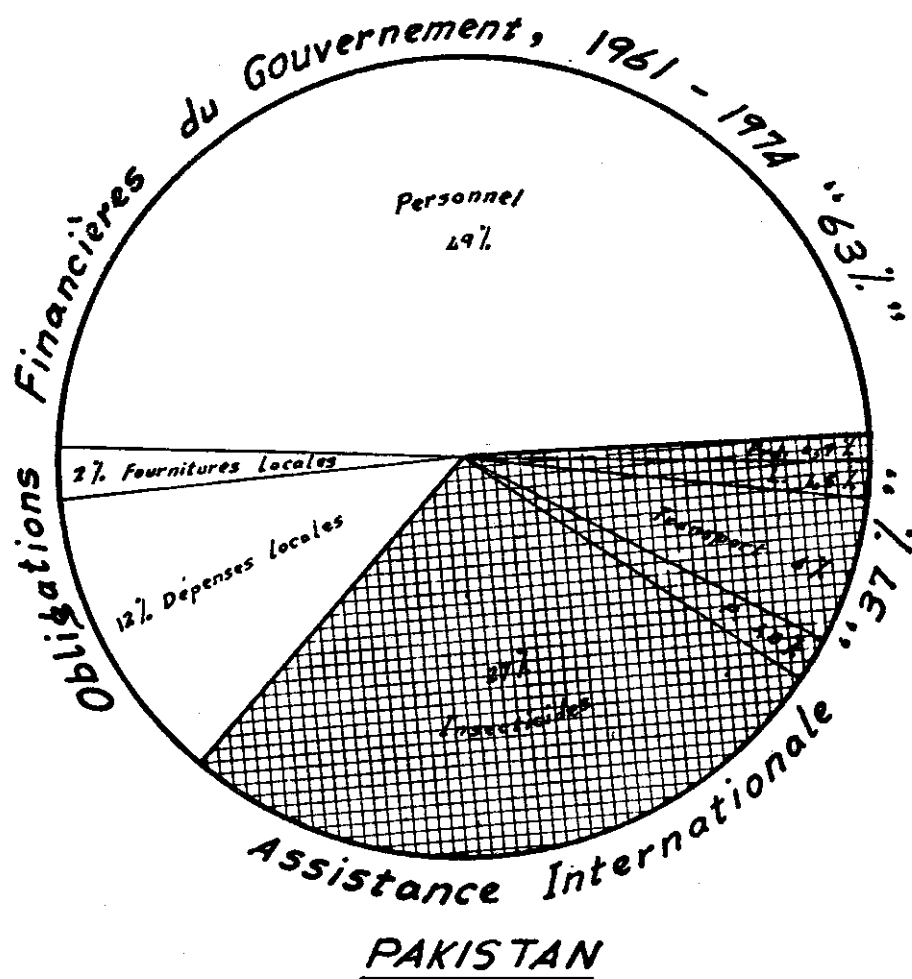 Obligations Financières du Gouvernement, 1961 - 1974 "63%"
Personnel
49%
2% Fournitures locales
12% Dépenses locales
Transport
27%
Insecticides
Assistance Internationale "37%"
PAKISTAN